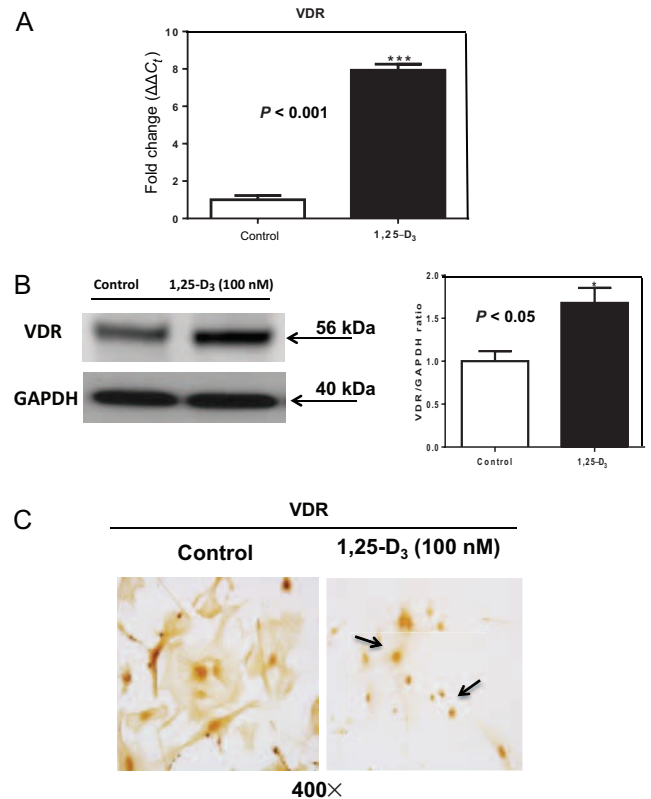 A
VDR
Fold change (ΔΔCt)
10
8
6
4
2
0
***
P < 0.001
Control
1,25–D3
B
Control 1,25-D3 (100 nM)
VDR
56 kDa
GAPDH
40 kDa
VDR/GAPDH ratio
2.0
1.5
1.0
0.5
0.0
*
P < 0.05
Control
1,25–D3
C
VDR
Control
1,25-D3 (100 nM)
400×